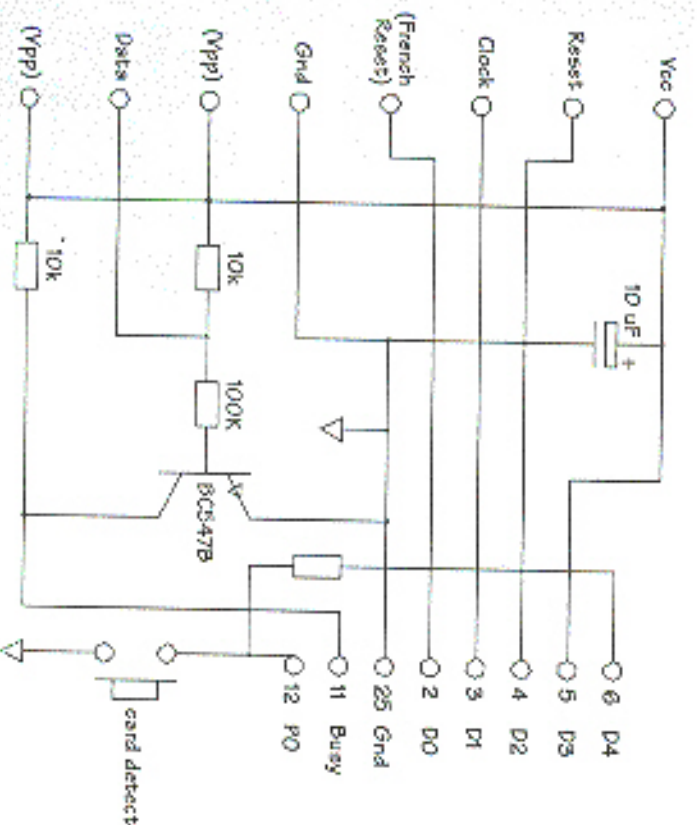 Vcc
Reset
Clock
(French Reset)
Gnd
(Vpp)
Data
(Vpp)
10 uF
+
10k
10k
100k
BC547B
6 D4
5 D3
4 D2
3 D1
2 D0
25 Gnd
11 Busy
12 P0
card detect